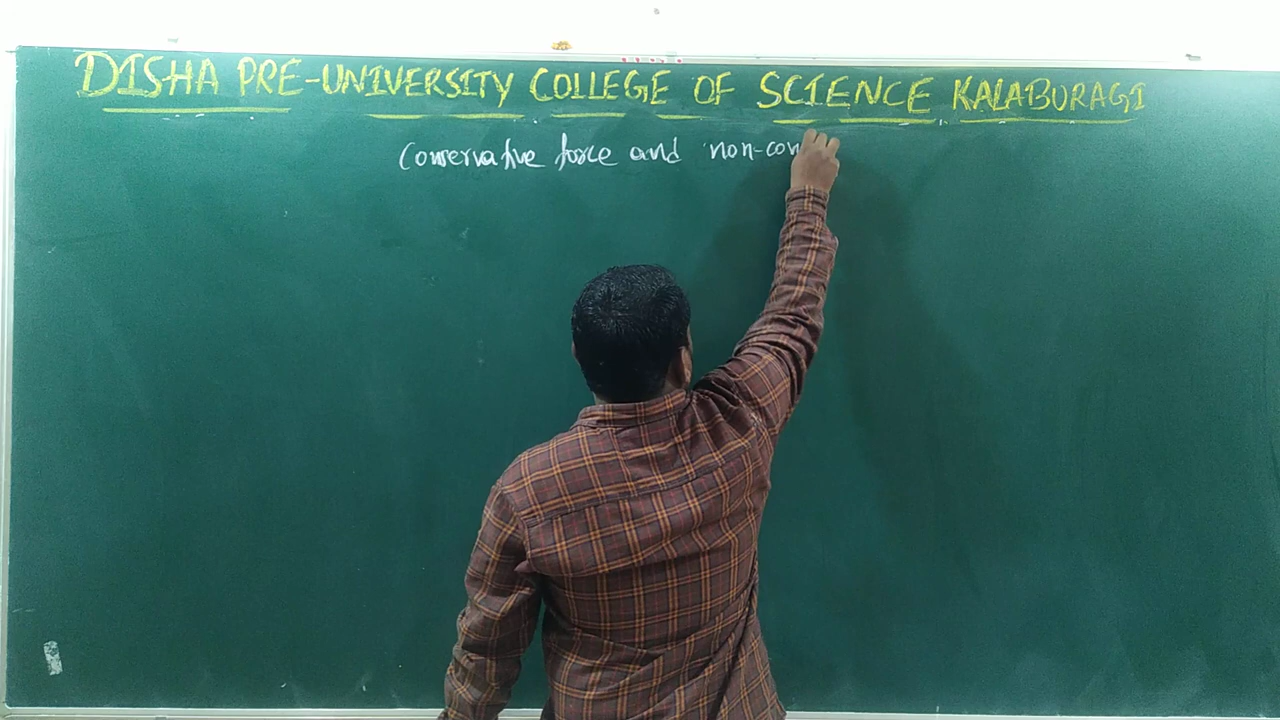 DISHA PRE-UNIVERSITY COLLEGE OF SCIENCE KALABURAGI
Conservative force and non-con